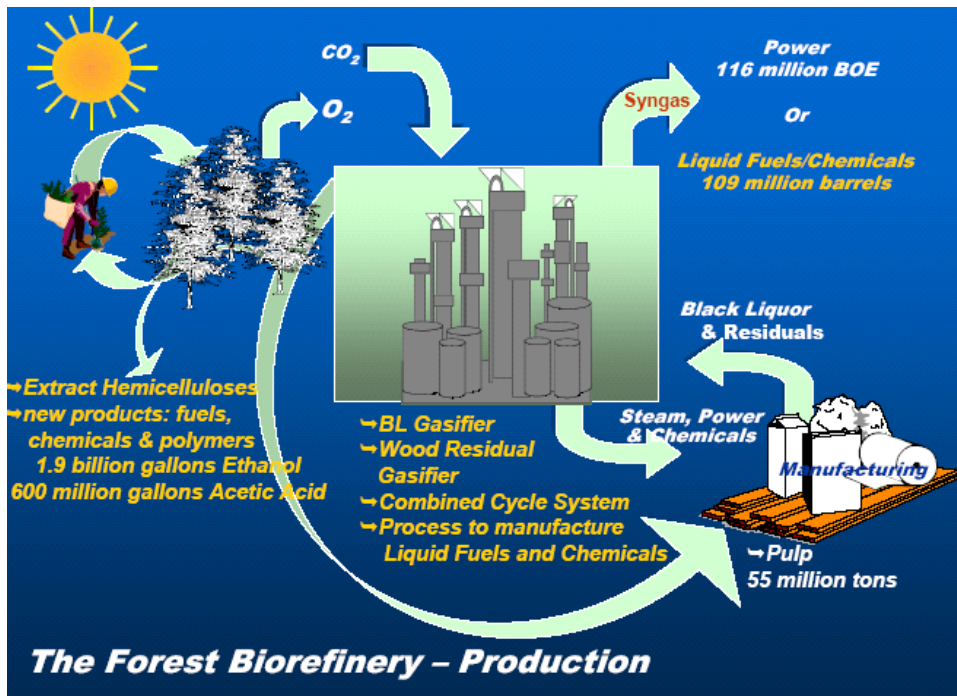 CO₂
O₂
Syngas
Power
116 million BOE
Or
Liquid Fuels/Chemicals
109 million barrels
Black Liquor
& Residuals
Steam, Power
& Chemicals
Manufacturing
➥Pulp
55 million tons
➥Extract Hemicelluloses
➥new products: fuels,
chemicals & polymers
1.9 billion gallons Ethanol
600 million gallons Acetic Acid
➥BL Gasifier
➥Wood Residual
Gasifier
➥Combined Cycle System
➥Process to manufacture
Liquid Fuels and Chemicals
The Forest Biorefinery – Production